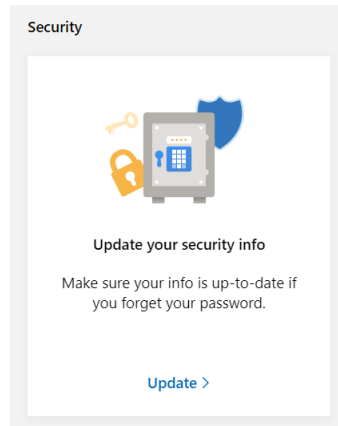 Security
Update your security info
Make sure your info is up-to-date if
you forget your password.
Update >